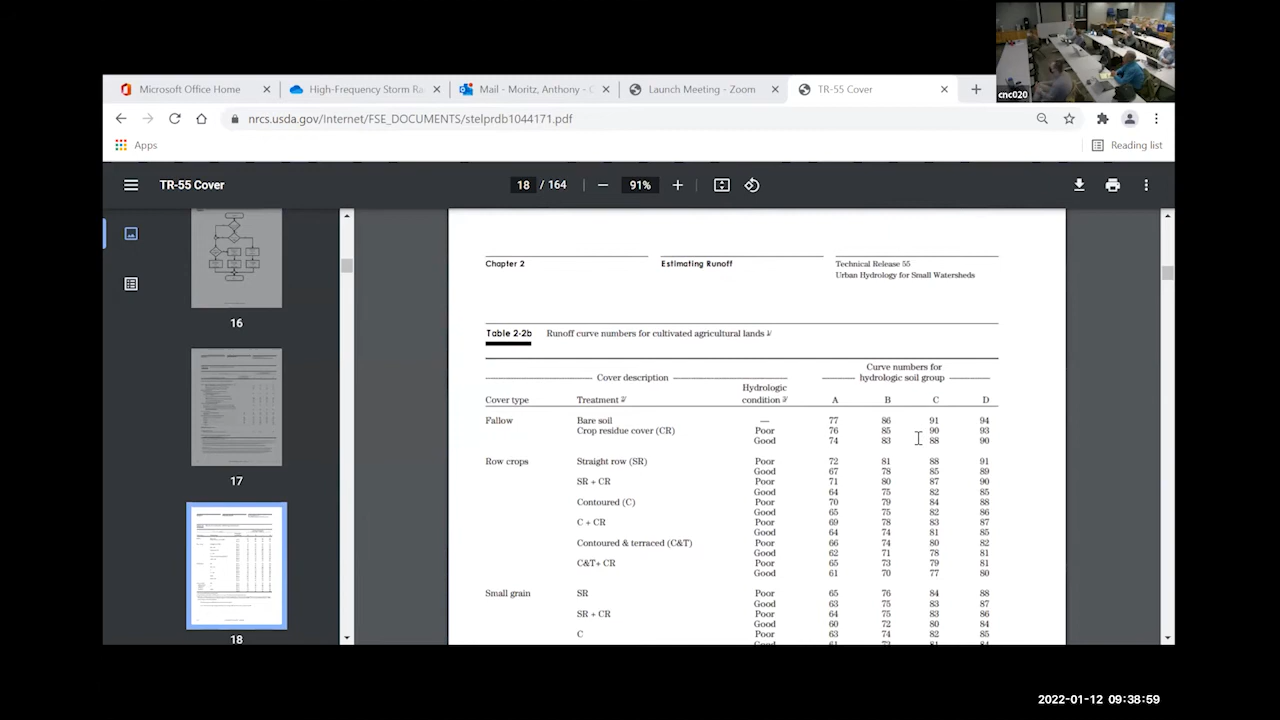 cnc020
Microsoft Office Home
High-Frequency Storm Ra
Mail - Moritz, Anthony - C
Launch Meeting - Zoom
TR-55 Cover
nrcs.usda.gov/Internet/FSE_DOCUMENTS/stelprdb1044171.pdf
Apps
Reading list
TR-55 Cover
18 / 164
91%
16
17
18
Chapter 2
Estimating Runoff
Technical Release 55
Urban Hydrology for Small Watersheds
Table 2-2b Runoff curve numbers for cultivated agricultural lands 1/
Curve numbers for
Cover description hydrologic soil group
Hydrologic
Cover type Treatment 2/ condition 3/ A B C D
Fallow Bare soil — 77 86 91 94
Crop residue cover (CR) Poor 76 85 90 93
Good 74 83 88 90
Row crops Straight row (SR) Poor 72 81 88 91
Good 67 78 85 89
SR + CR Poor 71 80 87 90
Good 64 75 82 85
Contoured (C) Poor 70 79 84 88
Good 65 75 82 86
C + CR Poor 69 78 83 87
Good 64 74 81 85
Contoured & terraced (C&T) Poor 66 74 80 82
Good 62 71 78 81
C&T+ CR Poor 65 73 79 81
Good 61 70 77 80
Small grain SR Poor 65 76 84 88
Good 63 75 83 87
SR + CR Poor 64 75 83 86
Good 60 72 80 84
C Poor 63 74 82 85
Good 61 73 81 84
2022-01-12 09:38:59